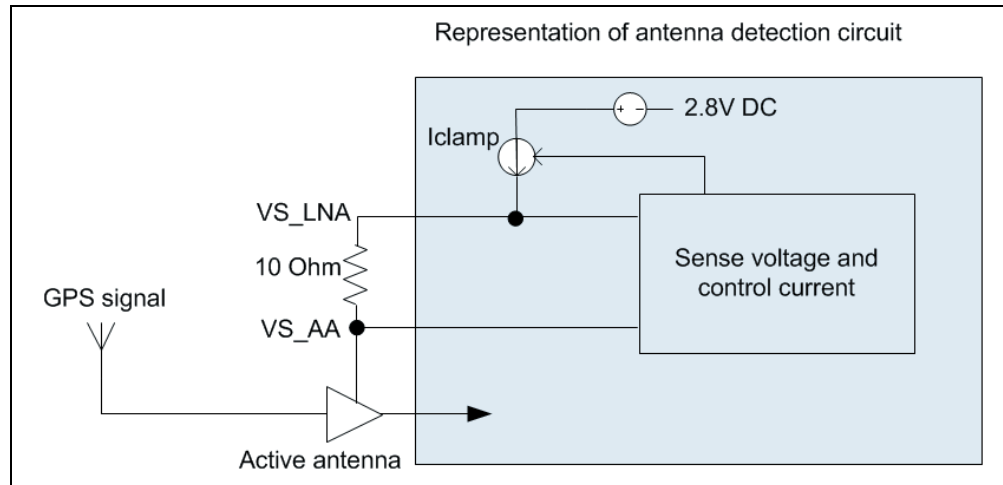 Representation of antenna detection circuit
+ -
2.8V DC
Iclamp
VS_LNA
10 Ohm
Sense voltage and
control current
GPS signal
VS_AA
Active antenna